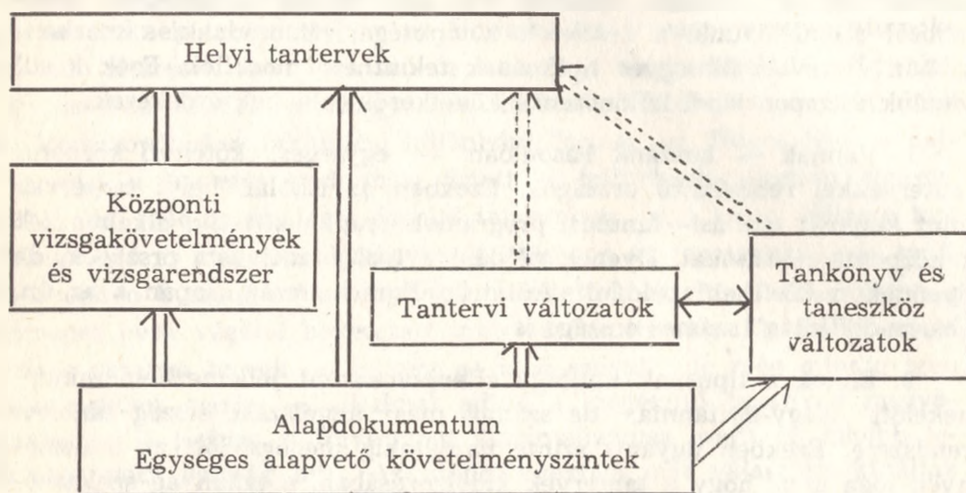 Helyi tantervek
Központi
vizsgakövetelmények
és vizsgarendszer
Tantervi változatok
Tankönyv és
taneszköz
változatok
Alapdokumentum
Egységes alapvető követelményszintek